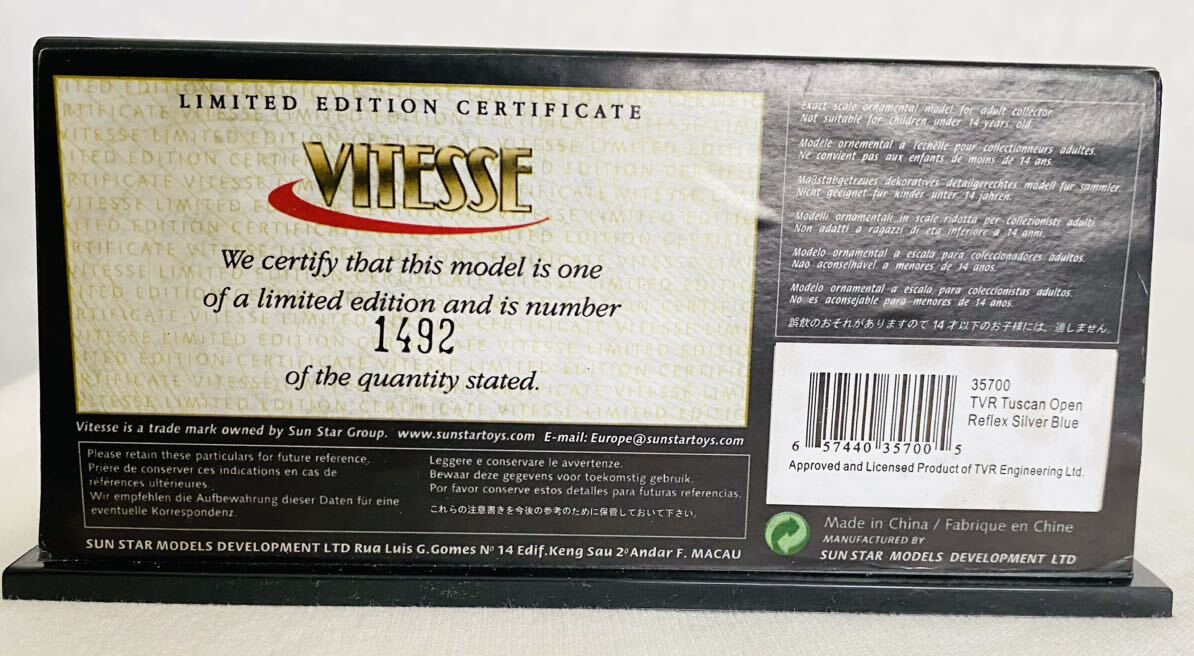 LIMITED EDITION CERTIFICATE
VITESSE
We certify that this model is one
of a limited edition and is number
1492
of the quantity stated.
Vitesse is a trade mark owned by Sun Star Group. www.sunstartoys.com E-mail: Europe@sunstartoys.com
Please retain these particulars for future reference.
Prière de conserver ces indications en cas de
références ultérieures.
Wir empfehlen die Aufbewahrung dieser Daten für eine
eventuelle Korrespondenz.
Leggere e conservare le avvertenze.
Bewaar deze gegevens voor toekomstig gebruik.
Por favor conserve estos detalles para futuras referencias.
これらの注意書きを今後の参考のために保管しておいて下さい。
SUN STAR MODELS DEVELOPMENT LTD Rua Luis G.Gomes Nº 14 Edif.Keng Sau 2ºAndar F. MACAU
Exact scale ornamental model for adult collector.
Not suitable for children under 14 years old.
Modèle ornemental a l'echelle pour collectionneurs adultes.
Ne convient pas aux enfants de moins de 14 ans.
Maßstabgetreues dekoratives detailgerechtes modell fur sammler.
Nicht geeignet fur kinder unter 14 jahren.
Modelli ornamentali in scale ridotta per collezionisti adulti.
Non adatti a ragazzi di eta inferiore a 14 anni.
Modelo ornamental a escala para coleccionadores adultos.
Nao aconselhável a menores de 14 anos.
Modelo ornamental a escala, para coleccionistas adultos.
No es aconsejable para menores de 14 anos.
誤飲のおそれがありますので 14 才以下のお子様には、適しません。
35700
TVR Tuscan Open
Reflex Silver Blue
6 57440 35700 5
Approved and Licensed Product of TVR Engineering Ltd.
Made in China / Fabrique en Chine
MANUFACTURED BY
SUN STAR MODELS DEVELOPMENT LTD